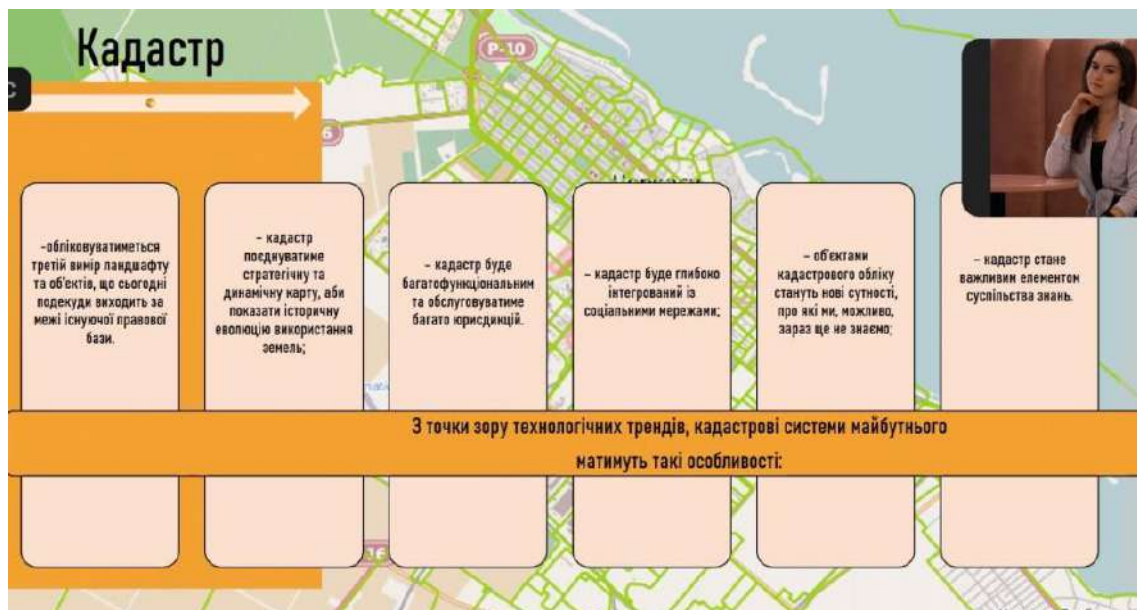 Кадастр
С
Р-10
–обліковуватиметься
третій вимір ландшафту
та об'єктів, що сьогодні
подекуди виходить за
межі існуючої правової
бази.
– кадастр
поєднуватиме
стратегічну та
динамічну карту, аби
показати історичну
еволюцію використання
земель;
– кадастр буде
багатофункціональним
та обслуговуватиме
багато юрисдикцій.
– кадастр буде глибоко
інтегрований із
соціальними мережами;
– об'єктами
кадастрового обліку
стануть нові сутності,
про які ми, можливо,
зараз ще не знаємо;
– кадастр стане
важливим елементом
суспільства знань.
З точки зору технологічних трендів, кадастрові системи майбутнього
матимуть такі особливості: